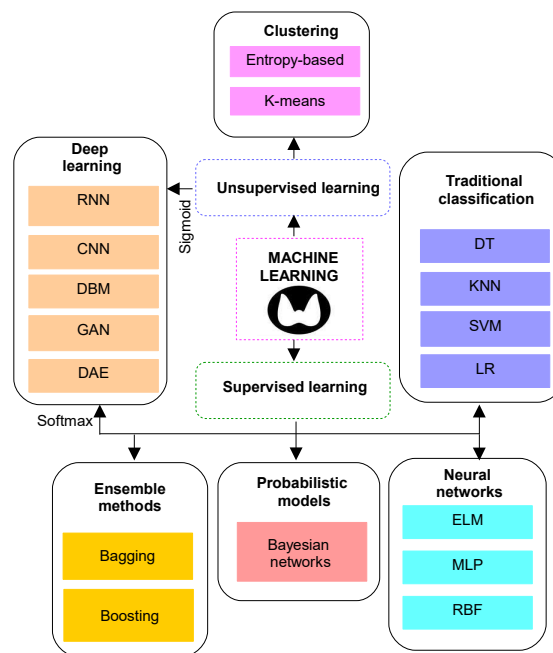 Clustering
Entropy-based
K-means
Deep
learning
RNN
CNN
DBM
GAN
DAE
Sigmoid
Unsupervised learning
MACHINE
LEARNING
Supervised learning
Traditional
classification
DT
KNN
SVM
LR
Softmax
Ensemble
methods
Bagging
Boosting
Probabilistic
models
Bayesian
networks
Neural
networks
ELM
MLP
RBF